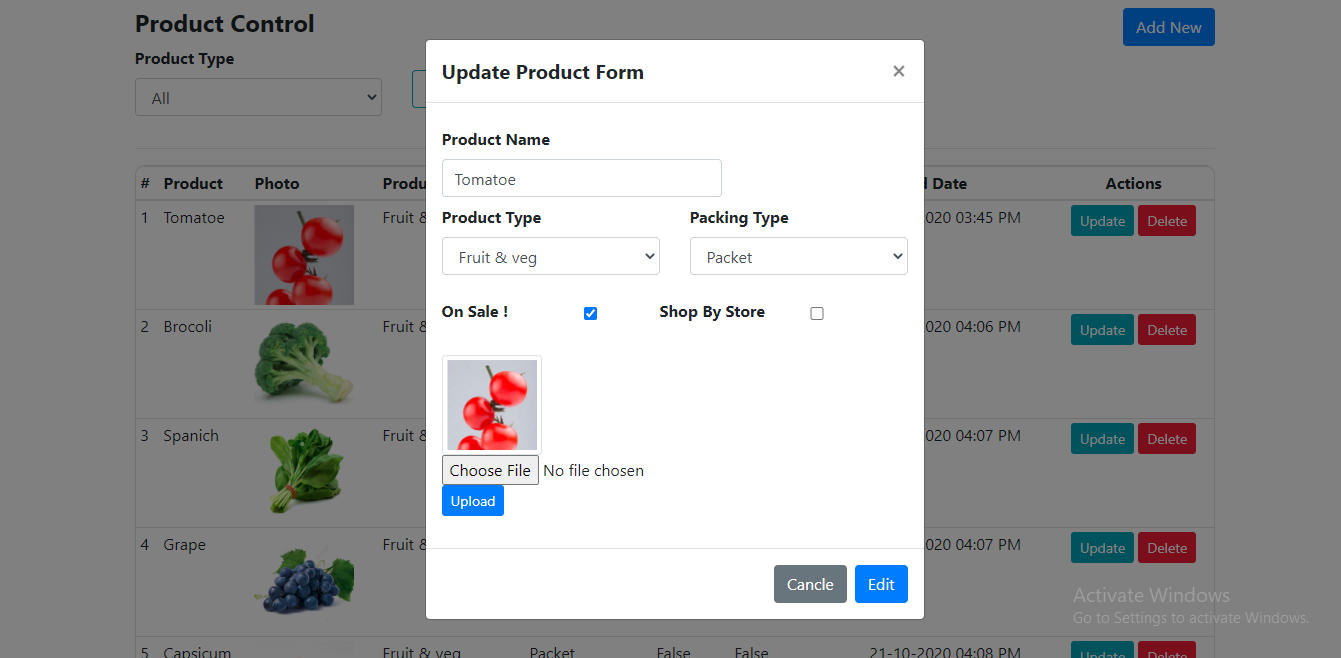 Product Control
Add New
Product Type
All
Update Product Form
×
Product Name
Tomatoe
Product Type Packing Type
Fruit & veg Packet
On Sale ! Shop By Store
Choose File No file chosen
Upload
Cancle Edit
# Product Photo Produ d Date Actions
1 Tomatoe Fruit & 020 03:45 PM Update Delete
2 Brocoli Fruit & 020 04:06 PM Update Delete
3 Spanich Fruit & 020 04:07 PM Update Delete
4 Grape Fruit & 020 04:07 PM Update Delete
5 Capsicum Fruit & veg Packet False False 21-10-2020 04:08 PM Update Delete
Activate Windows
Go to Settings to activate Windows.